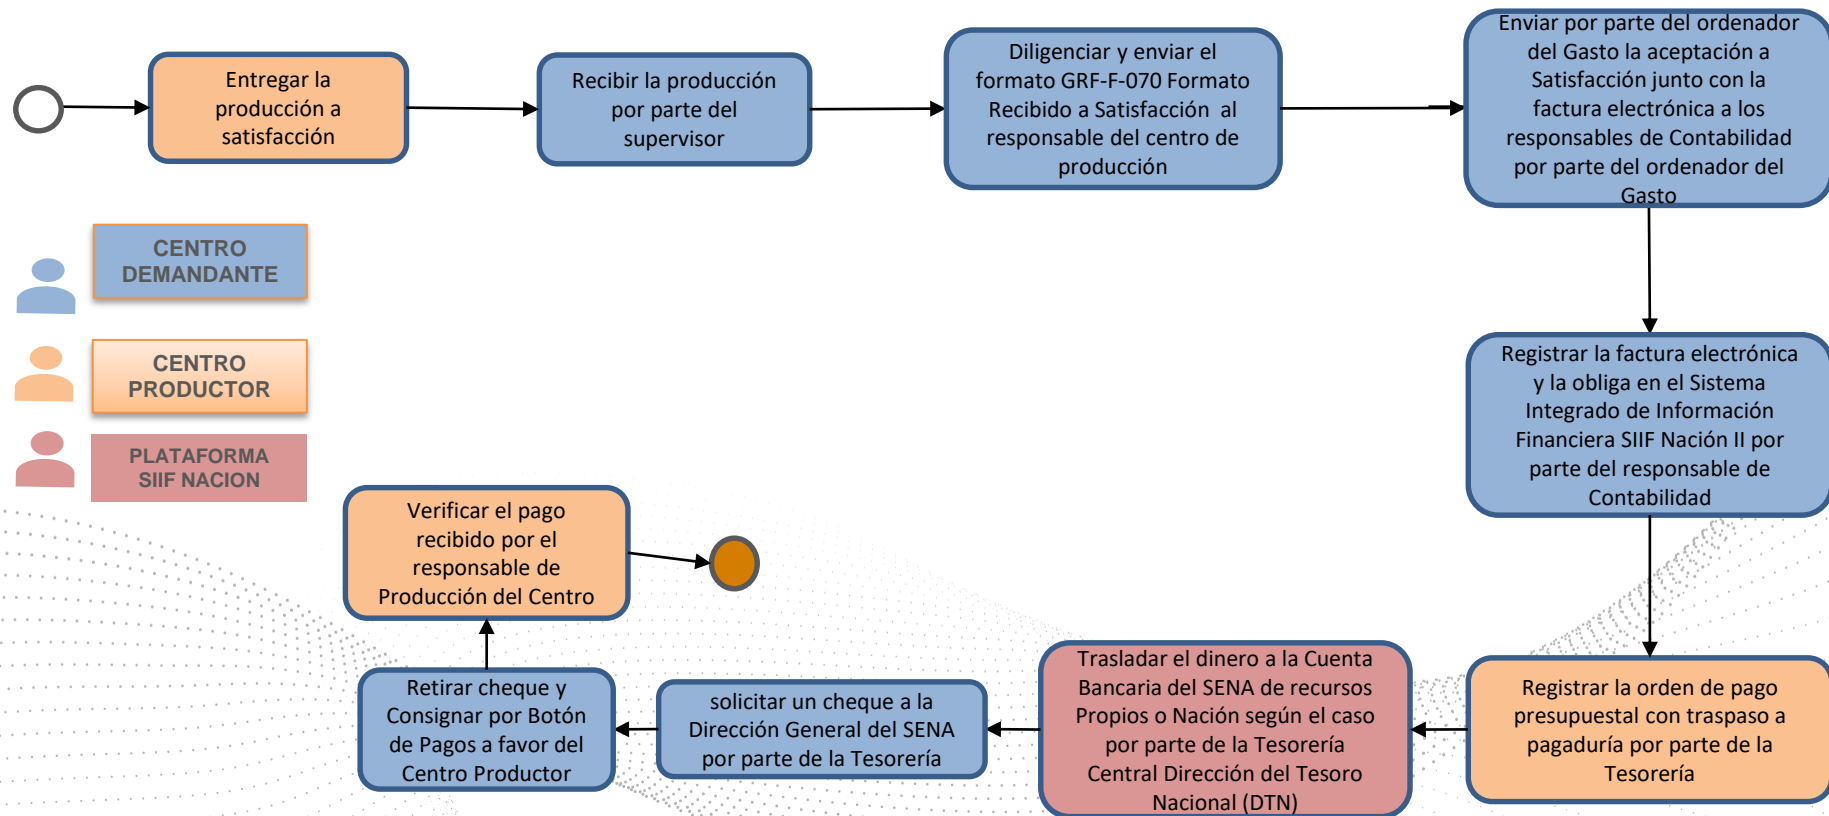 Entregar la
producción a
satisfacción
Recibir la producción
por parte del
supervisor
Diligenciar y enviar el
formato GRF-F-070 Formato
Recibido a Satisfacción al
responsable del centro de
producción
Enviar por parte del ordenador
del Gasto la aceptación a
Satisfacción junto con la
factura electrónica a los
responsables de Contabilidad
por parte del ordenador del
Gasto
CENTRO
DEMANDANTE
CENTRO
PRODUCTOR
PLATAFORMA
SIIF NACION
Registrar la factura electrónica
y la obliga en el Sistema
Integrado de Información
Financiera SIIF Nación II por
parte del responsable de
Contabilidad
Registrar la orden de pago
presupuestal con traspaso a
pagaduría por parte de la
Tesorería
Trasladar el dinero a la Cuenta
Bancaria del SENA de recursos
Propios o Nación según el caso
por parte de la Tesorería
Central Dirección del Tesoro
Nacional (DTN)
solicitar un cheque a la
Dirección General del SENA
por parte de la Tesorería
Retirar cheque y
Consignar por Botón
de Pagos a favor del
Centro Productor
Verificar el pago
recibido por el
responsable de
Producción del Centro